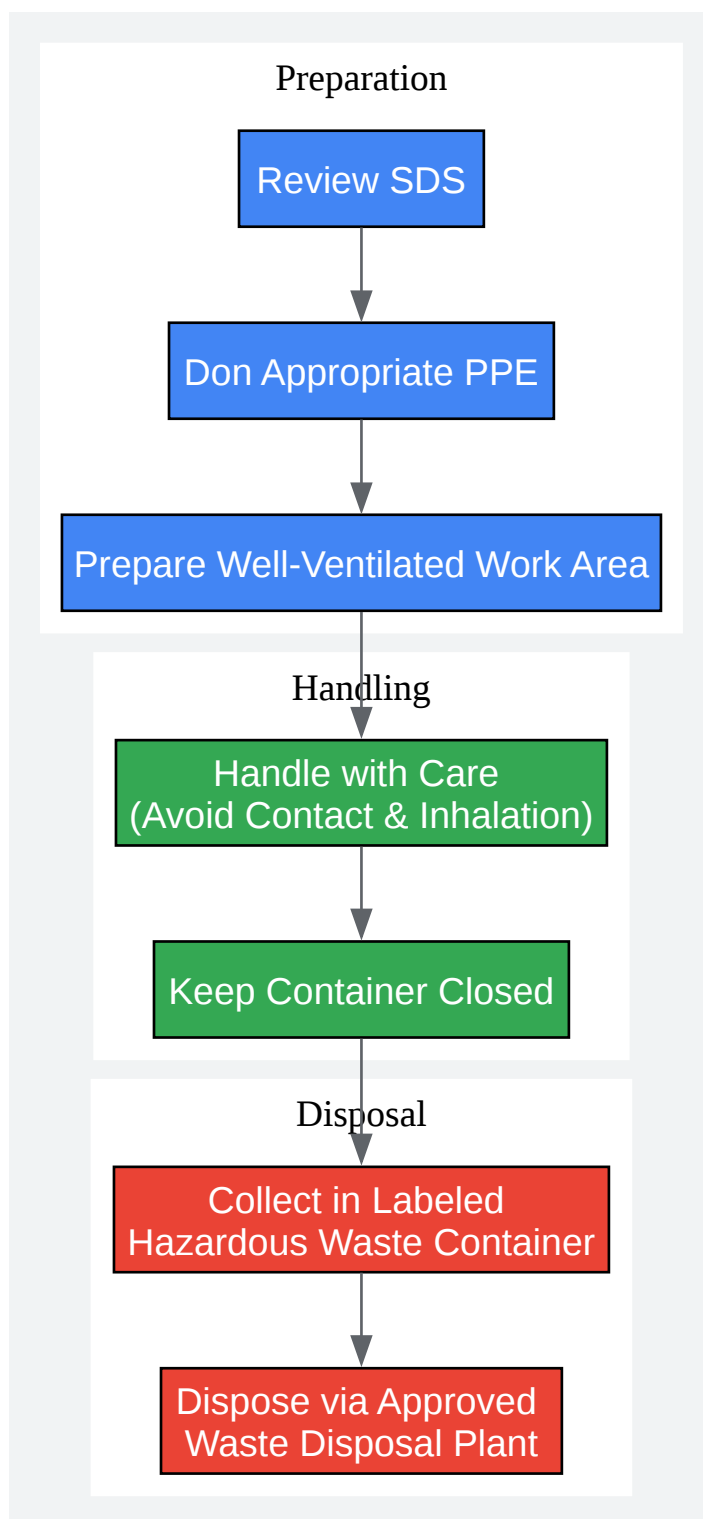 Preparation
Review SDS
Don Appropriate PPE
Prepare Well-Ventilated Work Area
Handling
Handle with Care
(Avoid Contact & Inhalation)
Keep Container Closed
Disposal
Collect in Labeled
Hazardous Waste Container
Dispose via Approved
Waste Disposal Plant